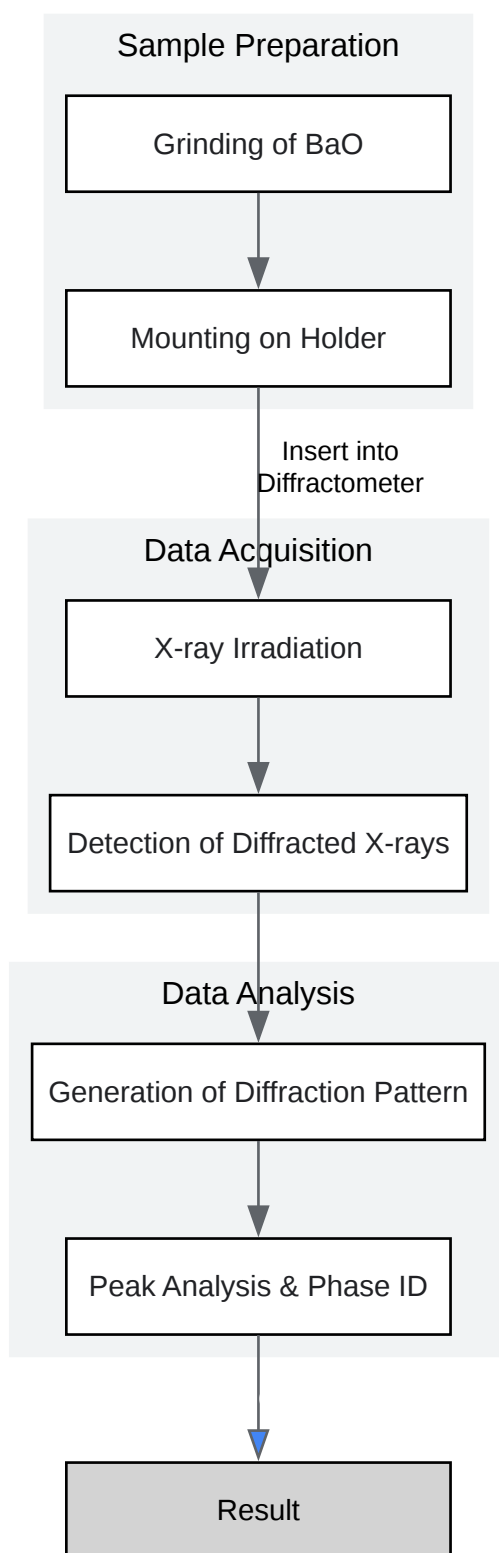 Sample Preparation
Grinding of BaO
Mounting on Holder
Insert into
Diffractometer
Data Acquisition
X-ray Irradiation
Detection of Diffracted X-rays
Data Analysis
Generation of Diffraction Pattern
Peak Analysis & Phase ID
Result